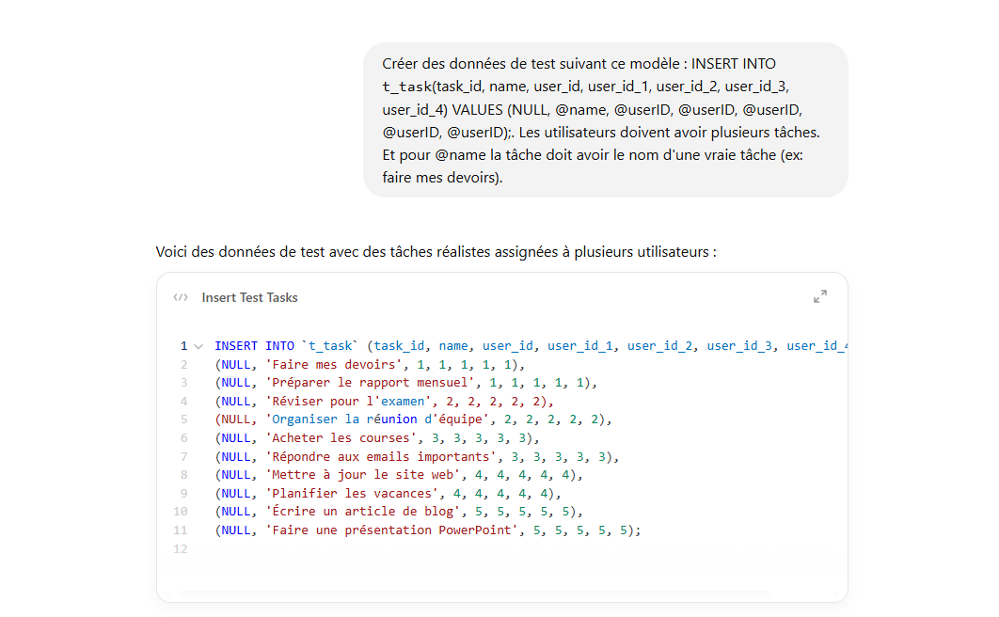 Créer des données de test suivant ce modèle : INSERT INTO
t_task(task_id, name, user_id, user_id_1, user_id_2, user_id_3,
user_id_4) VALUES (NULL, @name, @userID, @userID, @userID,
@userID, @userID);. Les utilisateurs doivent avoir plusieurs tâches.
Et pour @name la tâche doit avoir le nom d'une vraie tâche (ex:
faire mes devoirs).
Voici des données de test avec des tâches réalistes assignées à plusieurs utilisateurs :
</> Insert Test Tasks
1 INSERT INTO `t_task` (task_id, name, user_id, user_id_1, user_id_2, user_id_3, user_id_4
2 (NULL, 'Faire mes devoirs', 1, 1, 1, 1, 1),
3 (NULL, 'Préparer le rapport mensuel', 1, 1, 1, 1, 1),
4 (NULL, 'Réviser pour l'examen', 2, 2, 2, 2, 2),
5 (NULL, 'Organiser la réunion d'équipe', 2, 2, 2, 2, 2),
6 (NULL, 'Acheter les courses', 3, 3, 3, 3, 3),
7 (NULL, 'Répondre aux emails importants', 3, 3, 3, 3, 3),
8 (NULL, 'Mettre à jour le site web', 4, 4, 4, 4, 4),
9 (NULL, 'Planifier les vacances', 4, 4, 4, 4, 4),
10 (NULL, 'Écrire un article de blog', 5, 5, 5, 5, 5),
11 (NULL, 'Faire une présentation PowerPoint', 5, 5, 5, 5, 5);
12